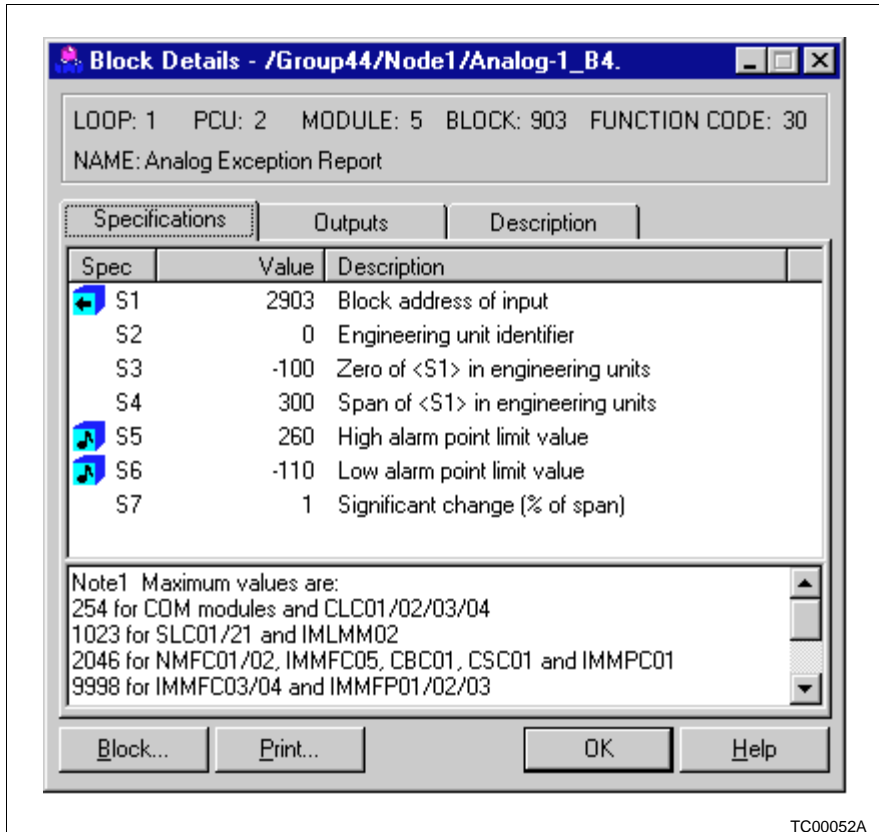 Block Details - /Group44/Node1/Analog-1_B4.
LOOP: 1 PCU: 2 MODULE: 5 BLOCK: 903 FUNCTION CODE: 30
NAME: Analog Exception Report
Specifications Outputs Description
Spec Value Description
S1 2903 Block address of input
S2 0 Engineering unit identifier
S3 -100 Zero of <S1> in engineering units
S4 300 Span of <S1> in engineering units
S5 260 High alarm point limit value
S6 -110 Low alarm point limit value
S7 1 Significant change (% of span)
Note1 Maximum values are:
254 for COM modules and CLC01/02/03/04
1023 for SLC01/21 and IMLMM02
2046 for NMFC01/02, IMMFC05, CBC01, CSC01 and IMMPC01
9998 for IMMFC03/04 and IMMFP01/02/03
Block... Print... OK Help
TC00052A